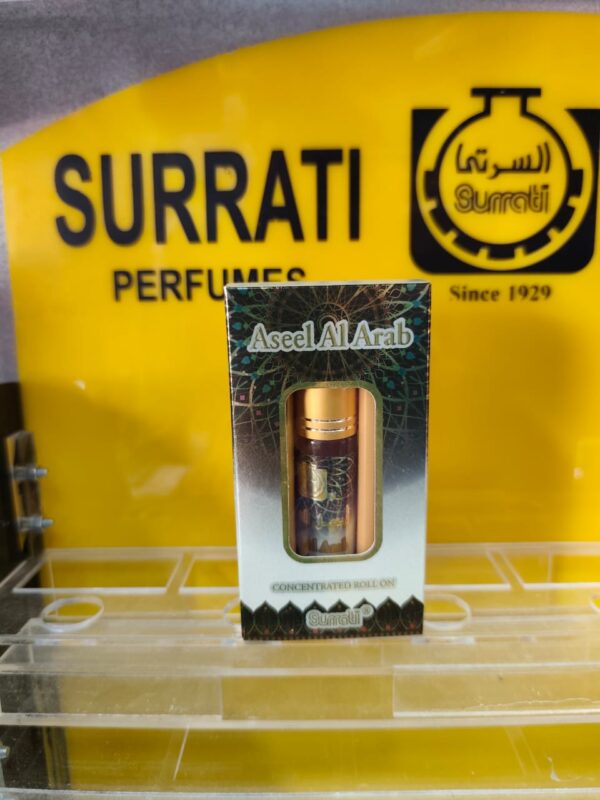 SURRATI
PERFUMES
السرتي
Surrati
Since 1929
Aseel Al Arab
CONCENTRATED ROLL ON
Surrati®